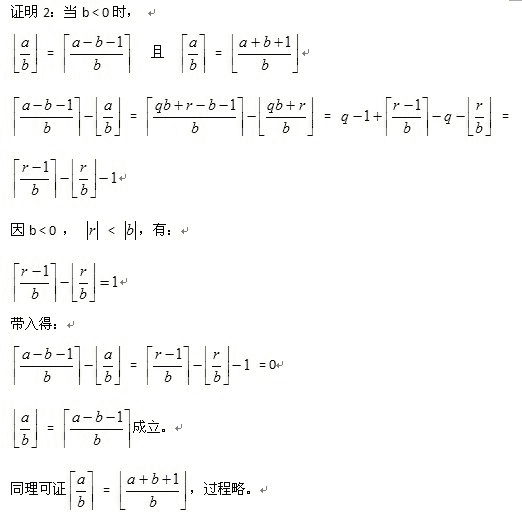 证明2：当 b < 0 时，
⌊a/b⌋ = ⌈(a-b-1)/b⌉ 且 ⌈a/b⌉ = ⌊(a+b+1)/b⌋
⌈(a-b-1)/b⌉-⌊a/b⌋ = ⌈(qb+r-b-1)/b⌉-⌊(qb+r)/b⌋ = q-1+⌈(r-1)/b⌉-q-⌊r/b⌋ =
⌈(r-1)/b⌉-⌊r/b⌋-1
因 b < 0 ， |r| < |b|，有：
⌈(r-1)/b⌉-⌊r/b⌋=1
带入得：
⌈(a-b-1)/b⌉-⌊a/b⌋ = ⌈(r-1)/b⌉-⌊r/b⌋-1 =0
⌊a/b⌋ = ⌈(a-b-1)/b⌉成立。
同理可证⌈a/b⌉ = ⌊(a+b+1)/b⌋，过程略。